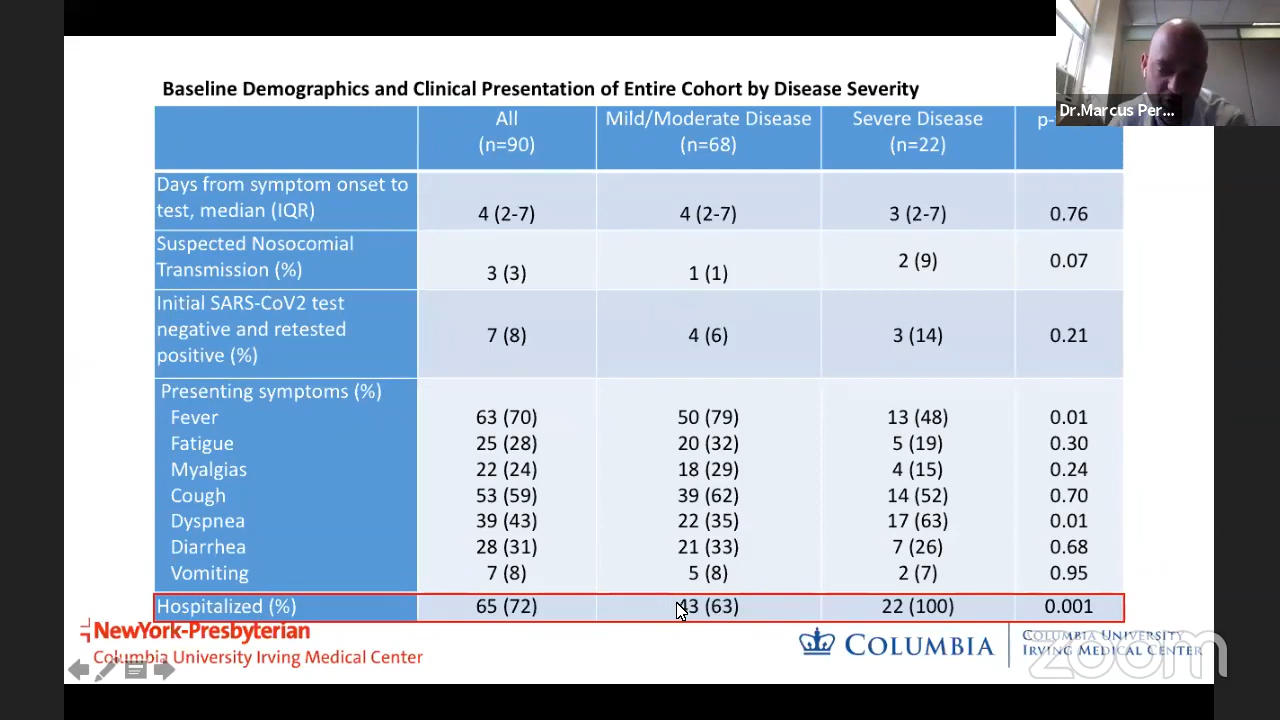 Dr.Marcus Per...
Baseline Demographics and Clinical Presentation of Entire Cohort by Disease Severity
All (n=90) Mild/Moderate Disease (n=68) Severe Disease (n=22) p-
Days from symptom onset to test, median (IQR) 4 (2-7) 4 (2-7) 3 (2-7) 0.76
Suspected Nosocomial Transmission (%) 3 (3) 1 (1) 2 (9) 0.07
Initial SARS-CoV2 test negative and retested positive (%) 7 (8) 4 (6) 3 (14) 0.21
Presenting symptoms (%)
Fever 63 (70) 50 (79) 13 (48) 0.01
Fatigue 25 (28) 20 (32) 5 (19) 0.30
Myalgias 22 (24) 18 (29) 4 (15) 0.24
Cough 53 (59) 39 (62) 14 (52) 0.70
Dyspnea 39 (43) 22 (35) 17 (63) 0.01
Diarrhea 28 (31) 21 (33) 7 (26) 0.68
Vomiting 7 (8) 5 (8) 2 (7) 0.95
Hospitalized (%) 65 (72) 43 (63) 22 (100) 0.001
NewYork-Presbyterian
Columbia University Irving Medical Center
COLUMBIA
COLUMBIA UNIVERSITY
IRVING MEDICAL CENTER
zoom